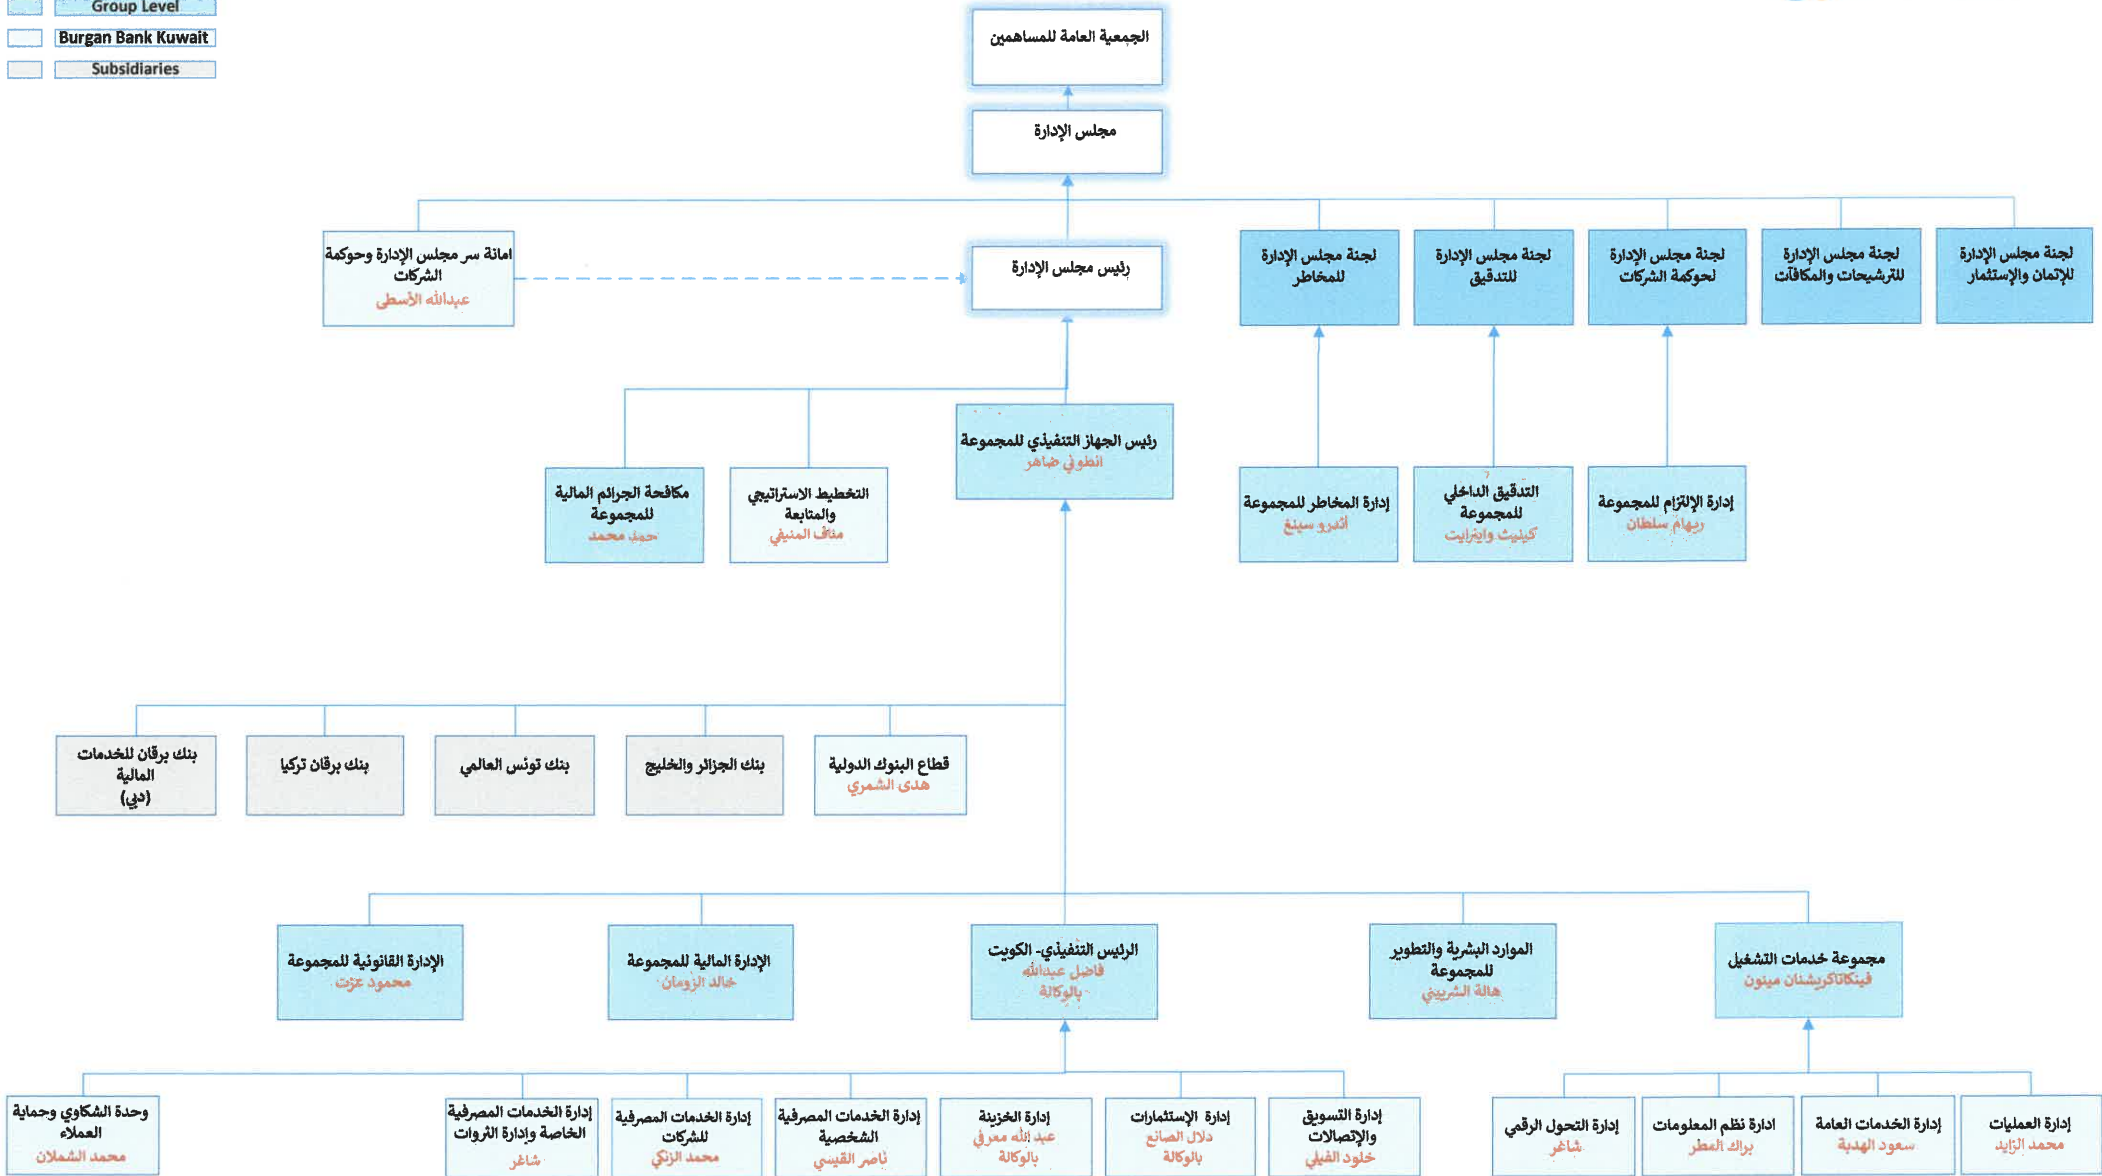 Group Level
Burgan Bank Kuwait
Subsidiaries
الجمعية العامة للمساهمين
مجلس الإدارة
امانة سر مجلس الإدارة وحوكمة
الشركات
عبدالله الأسطى
رئيس مجلس الإدارة
لجنة مجلس الإدارة
للمخاطر
لجنة مجلس الإدارة
للتدقيق
لجنة مجلس الإدارة
لحوكمة الشركات
لجنة مجلس الإدارة
للترشيحات والمكافآت
لجنة مجلس الإدارة
للإتمان والإستثمار
رئيس الجهاز التنفيذي للمجموعة
انطوني ضاهر
مكافحة الجرائم المالية
للمجموعة
حمد محمد
التخطيط الاستراتيجي
والمتابعة
مناف المنيفي
إدارة المخاطر للمجموعة
أندرو سينغ
التدقيق الداخلي
للمجموعة
كينيث واينرايت
إدارة الإلتزام للمجموعة
ريهام سلطان
بنك برقان للخدمات
المالية
(دبي)
بنك برقان تركيا
بنك تونس العالمي
بنك الجزائر والخليج
قطاع البنوك الدولية
هدى الشمري
الإدارة القانونية للمجموعة
محمود عزت
الإدارة المالية للمجموعة
خالد الزومان
الرئيس التنفيذي- الكويت
فاضل عبدالله
بالوكالة
الموارد البشرية والتطوير
للمجموعة
هالة الشربيني
مجموعة خدمات التشغيل
فينكاتاكريشنان مينون
وحدة الشكاوي وحماية
العملاء
محمد الشملان
إدارة الخدمات المصرفية
الخاصة وإدارة الثروات
شاغر
إدارة الخدمات المصرفية
للشركات
محمد الزنكي
إدارة الخدمات المصرفية
الشخصية
ناصر القيسي
إدارة الخزينة
عبد الله معرفي
بالوكالة
إدارة الإستثمارات
دلال الصانع
بالوكالة
إدارة التسويق
والإتصالات
خلود الفيلي
إدارة التحول الرقمي
شاغر
ادارة نظم المعلومات
براك المطر
إدارة الخدمات العامة
سعود الهدبة
إدارة العمليات
محمد الزايد